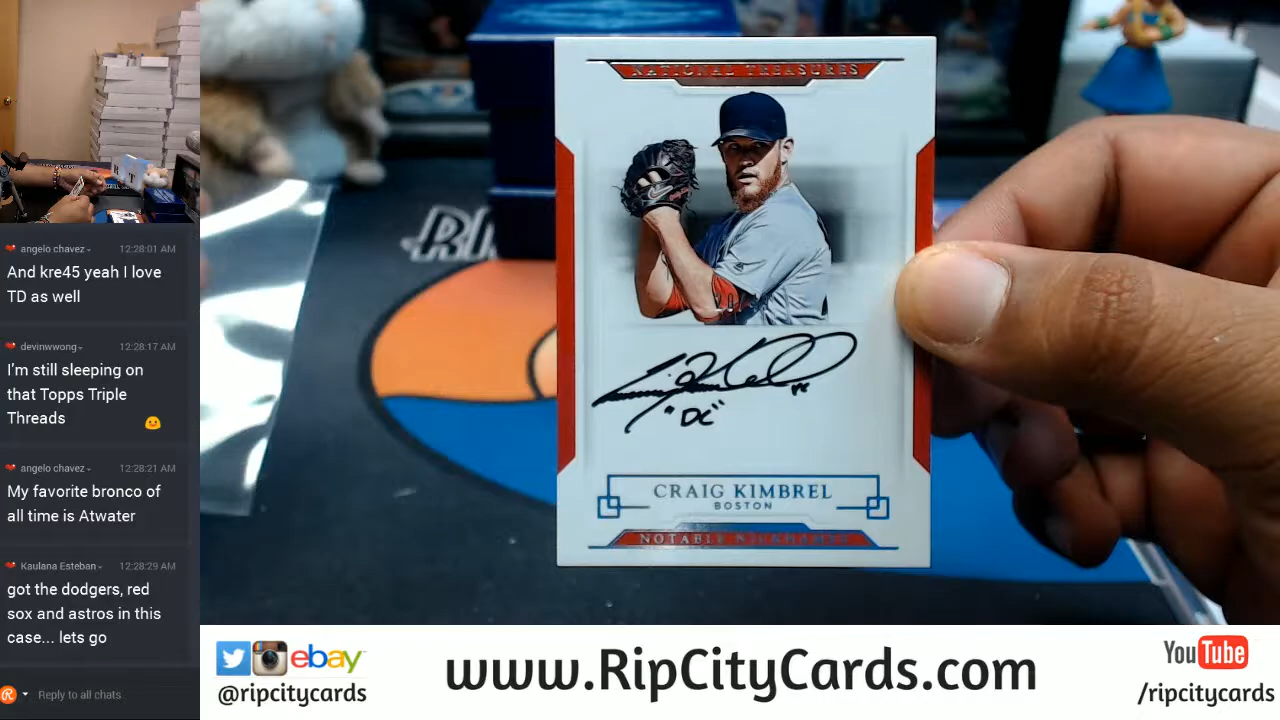 angelo chavez 12:28:01 AM
And kre45 yeah I love
TD as well
devinwwong 12:28:17 AM
I'm still sleeping on
that Topps Triple
Threads
angelo chavez 12:28:21 AM
My favorite bronco of
all time is Atwater
Kaulana Esteban 12:28:29 AM
got the dodgers, red
sox and astros in this
case... lets go
Reply to all chats
NATIONAL TREASURES
"DC"
CRAIG KIMBREL
BOSTON
ebay
@ripcitycards
www.RipCityCards.com
YouTube
/ripcitycards